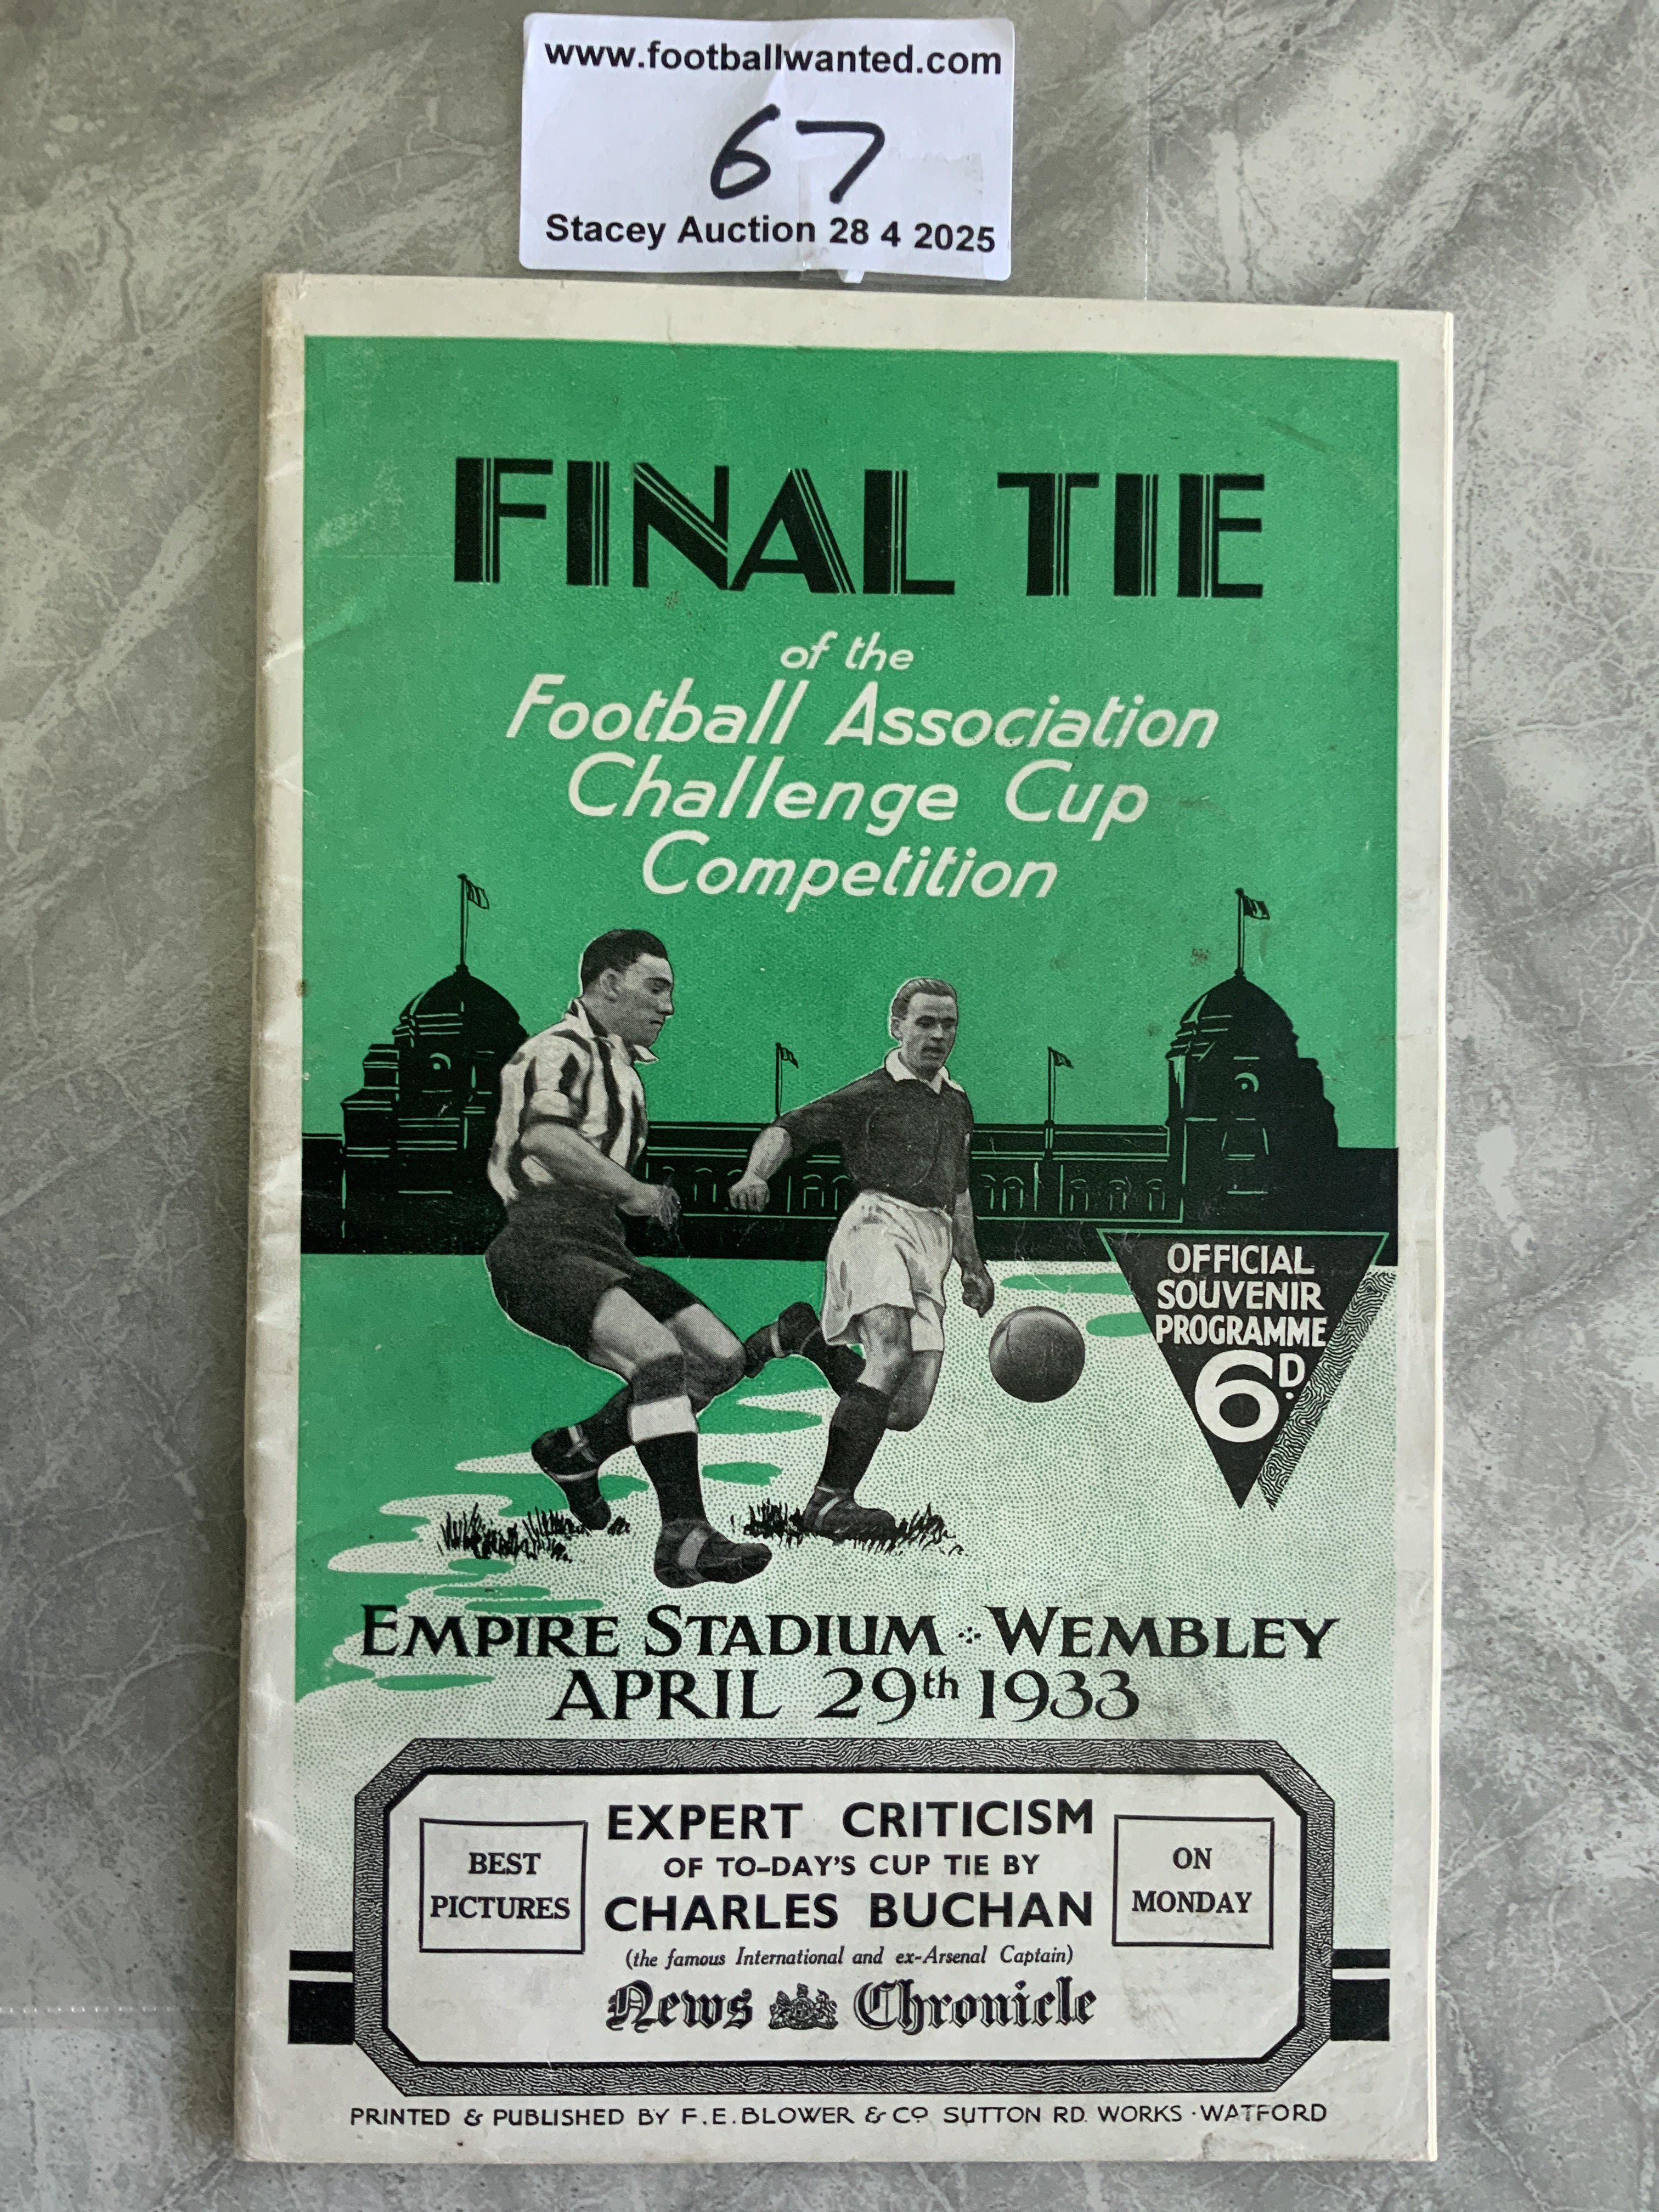 www.footballwanted.com
67
Stacey Auction 28 4 2025
FINAL TIE
of the
Football Association
Challenge Cup
Competition
OFFICIAL
SOUVENIR
PROGRAMME
6D.
EMPIRE STADIUM · WEMBLEY
APRIL 29th 1933
BEST
PICTURES
EXPERT CRITICISM
OF TO-DAY'S CUP TIE BY
CHARLES BUCHAN
(the famous International and ex-Arsenal Captain)
News Chronicle
ON
MONDAY
PRINTED & PUBLISHED BY F.E. BLOWER & Co SUTTON RD. WORKS · WATFORD